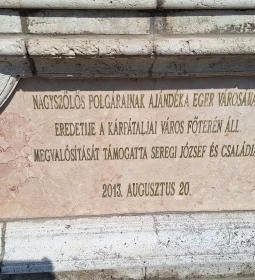 NAGYSZŐLŐS POLGÁRAINAK AJÁNDÉKA EGER VÁROSÁNAK
EREDETIJE A KÁRPÁTALJAI VÁROS FŐTERÉN ÁLL
MEGVALÓSÍTÁSÁT TÁMOGATTA SEREGI JÓZSEF ÉS CSALÁDJA
2013. AUGUSZTUS 20.